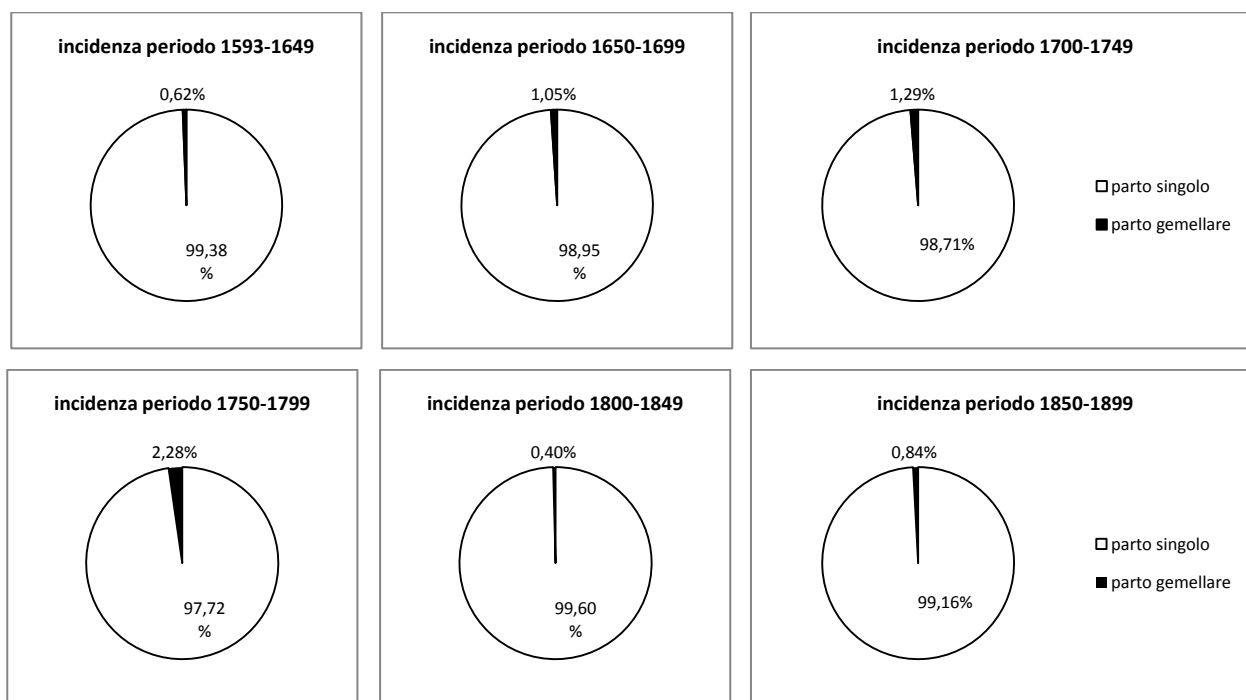 incidenza periodo 1593-1649
0,62%
99,38
%
incidenza periodo 1650-1699
1,05%
98,95
%
incidenza periodo 1700-1749
1,29%
98,71%
parto singolo
parto gemellare
incidenza periodo 1750-1799
2,28%
97,72
%
incidenza periodo 1800-1849
0,40%
99,60
%
incidenza periodo 1850-1899
0,84%
99,16%
parto singolo
parto gemellare